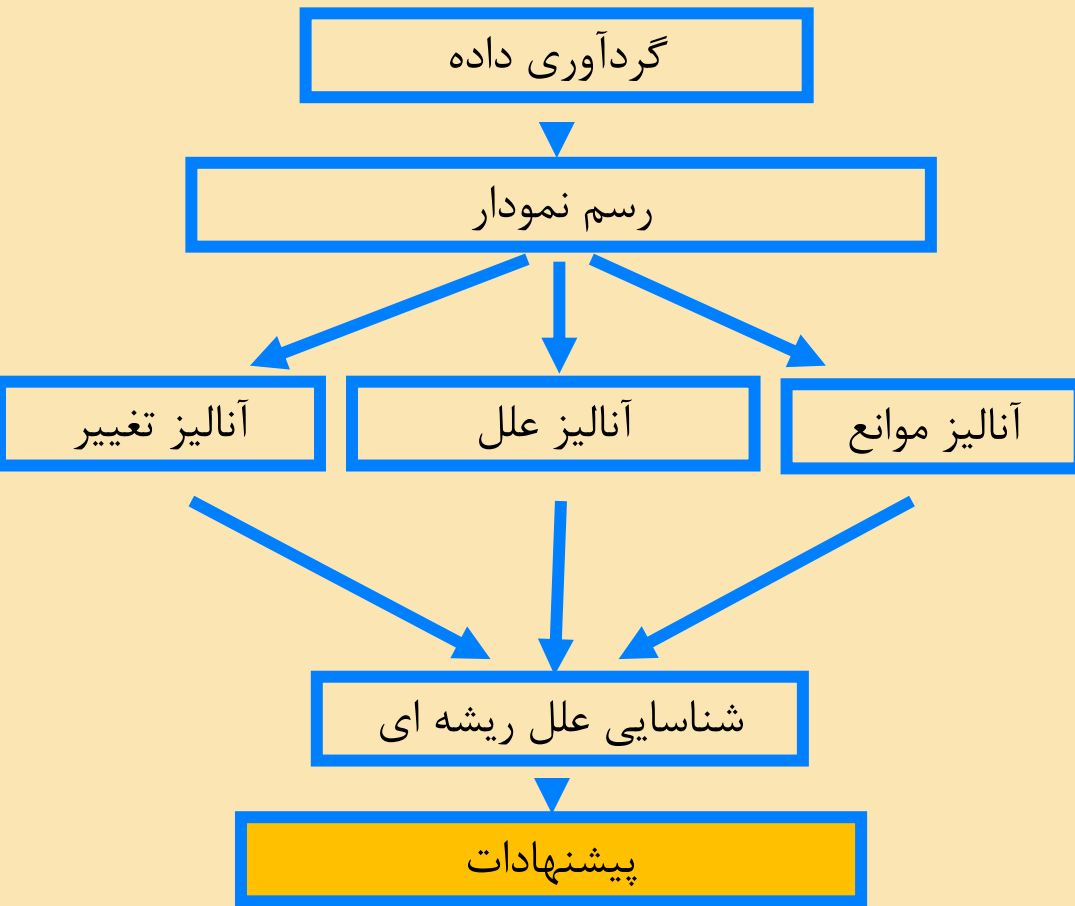 گردآوری داده
رسم نمودار
آنالیز موانع
آنالیز علل
آنالیز تغییر
شناسایی علل ریشه ای
پیشنهادات